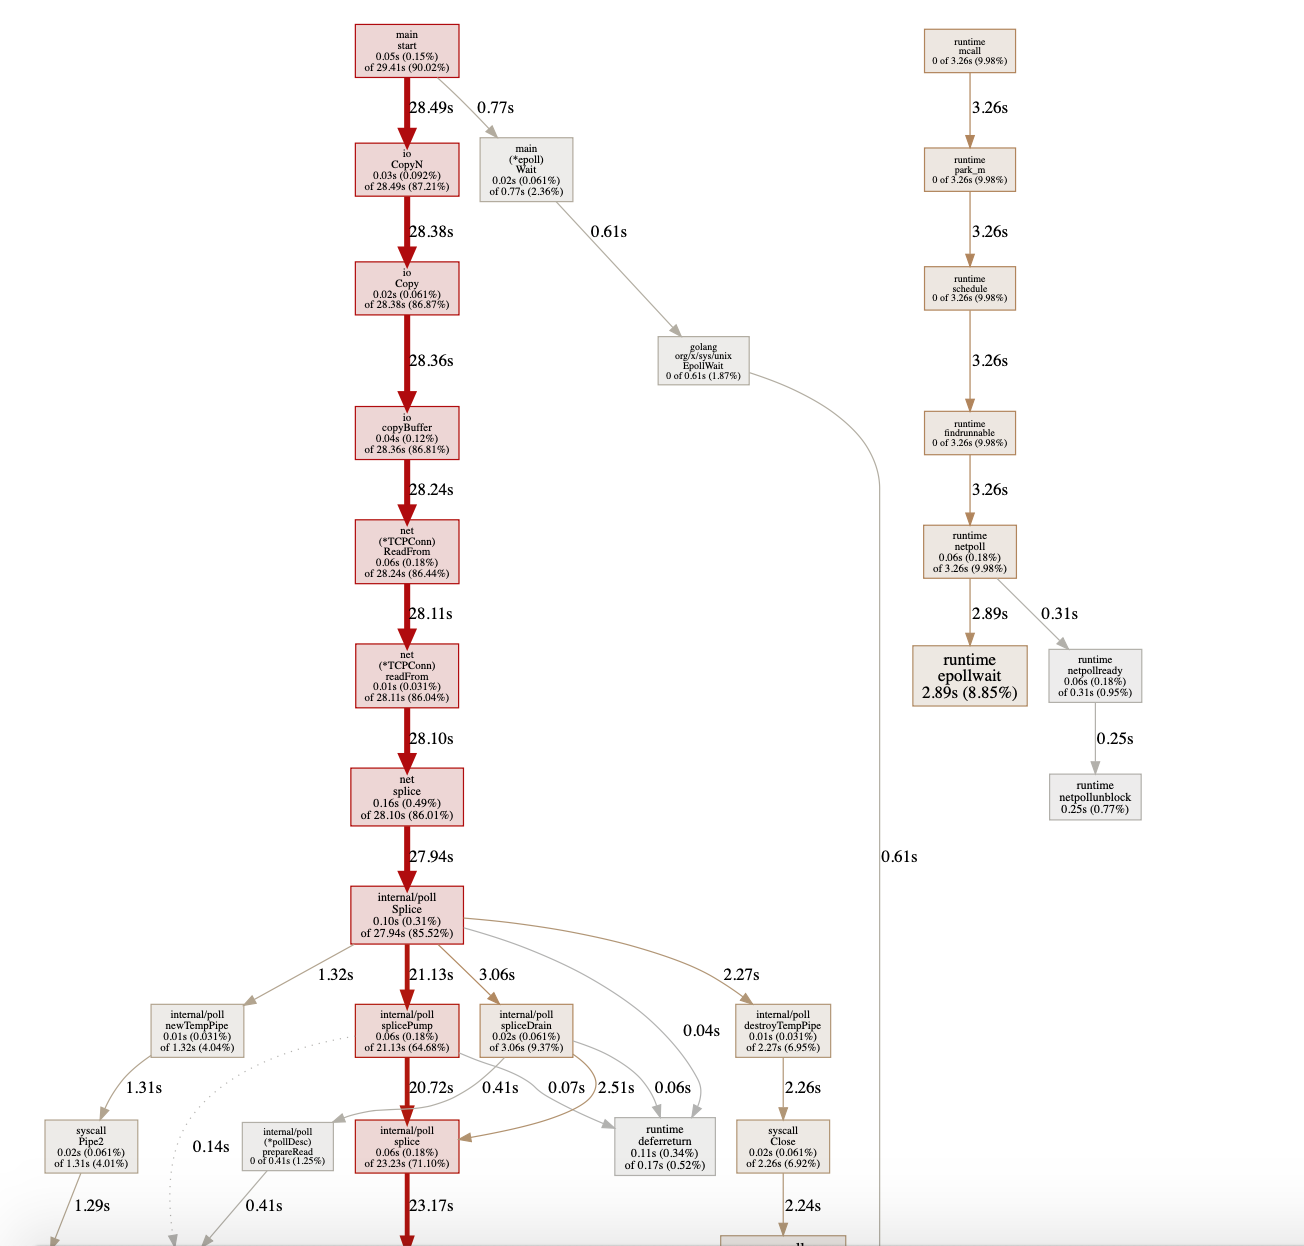 main
start
0.05s (0.15%)
of 29.41s (90.02%)
runtime
mcall
0 of 3.26s (9.98%)
28.49s
0.77s
3.26s
io
CopyN
0.03s (0.092%)
of 28.49s (87.21%)
main
(*epoll)
Wait
0.02s (0.061%)
of 0.77s (2.36%)
runtime
park_m
0 of 3.26s (9.98%)
28.38s
0.61s
3.26s
io
Copy
0.02s (0.061%)
of 28.38s (86.87%)
runtime
schedule
0 of 3.26s (9.98%)
28.36s
golang
org/x/sys/unix
EpollWait
0 of 0.61s (1.87%)
3.26s
io
copyBuffer
0.04s (0.12%)
of 28.36s (86.81%)
runtime
findrunnable
0 of 3.26s (9.98%)
28.24s
3.26s
net
(*TCPConn)
ReadFrom
0.06s (0.18%)
of 28.24s (86.44%)
runtime
netpoll
0.06s (0.18%)
of 3.26s (9.98%)
28.11s
2.89s
0.31s
net
(*TCPConn)
readFrom
0.01s (0.031%)
of 28.11s (86.04%)
runtime
epollwait
2.89s (8.85%)
runtime
netpollready
0.06s (0.18%)
of 0.31s (0.95%)
28.10s
0.25s
net
splice
0.16s (0.49%)
of 28.10s (86.01%)
runtime
netpollunblock
0.25s (0.77%)
27.94s
0.61s
internal/poll
Splice
0.10s (0.31%)
of 27.94s (85.52%)
1.32s
21.13s
3.06s
2.27s
internal/poll
newTempPipe
0.01s (0.031%)
of 1.32s (4.04%)
internal/poll
splicePump
0.06s (0.18%)
of 21.13s (64.68%)
internal/poll
spliceDrain
0.02s (0.061%)
of 3.06s (9.37%)
0.04s
internal/poll
destroyTempPipe
0.01s (0.031%)
of 2.27s (6.95%)
1.31s
20.72s
0.41s
0.07s
2.51s
0.06s
2.26s
syscall
Pipe2
0.02s (0.061%)
of 1.31s (4.01%)
0.14s
internal/poll
(*pollDesc)
prepareRead
0 of 0.41s (1.25%)
internal/poll
splice
0.06s (0.18%)
of 23.23s (71.10%)
runtime
deferreturn
0.11s (0.34%)
of 0.17s (0.52%)
syscall
Close
0.02s (0.061%)
of 2.26s (6.92%)
1.29s
0.41s
23.17s
2.24s